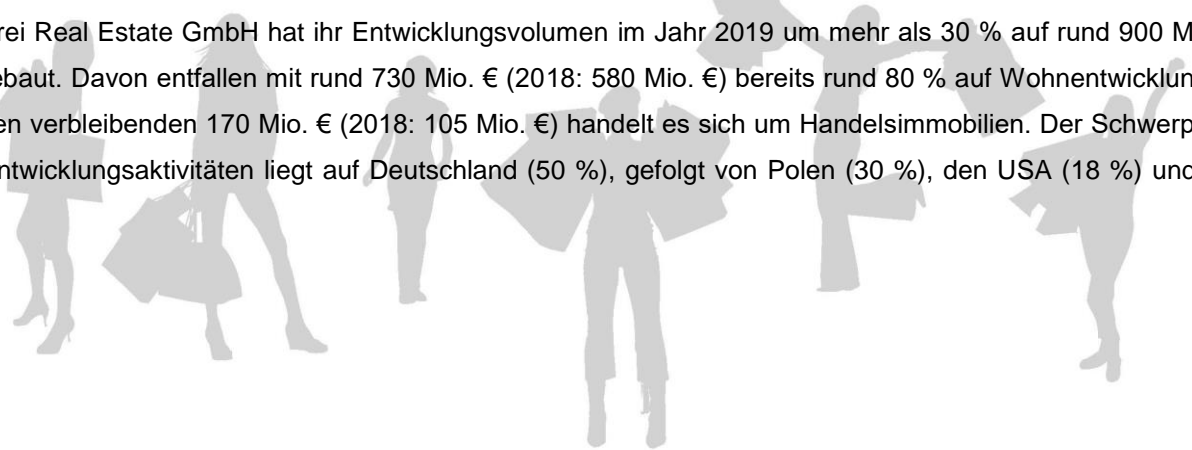 rei Real Estate GmbH hat ihr Entwicklungsvolumen im Jahr 2019 um mehr als 30 % auf rund 900 M
ebaut. Davon entfallen mit rund 730 Mio. € (2018: 580 Mio. €) bereits rund 80 % auf Wohnentwicklun
en verbleibenden 170 Mio. € (2018: 105 Mio. €) handelt es sich um Handelsimmobilien. Der Schwerp
ntwicklungsaktivitäten liegt auf Deutschland (50 %), gefolgt von Polen (30 %), den USA (18 %) und